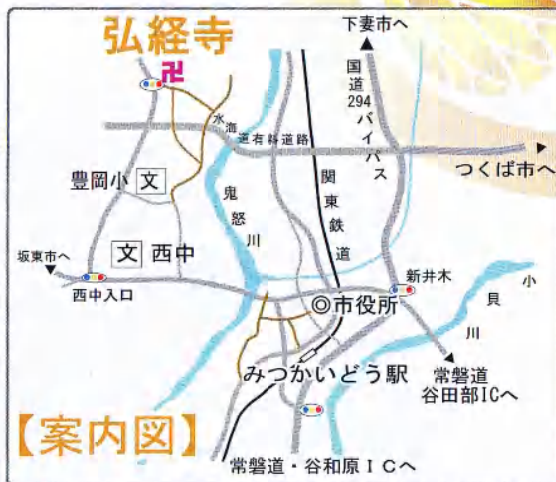 弘経寺
卍
下妻市へ
国道294バイパス
水海道有料道路
つくば市へ
豊岡小 文
鬼怒川
関東鉄道
文 西中
坂東市へ
西中入口
新井木
小貝川
◎市役所
みつかいどう駅
常磐道
谷田部ICへ
【案内図】
常磐道・谷和原ICへ